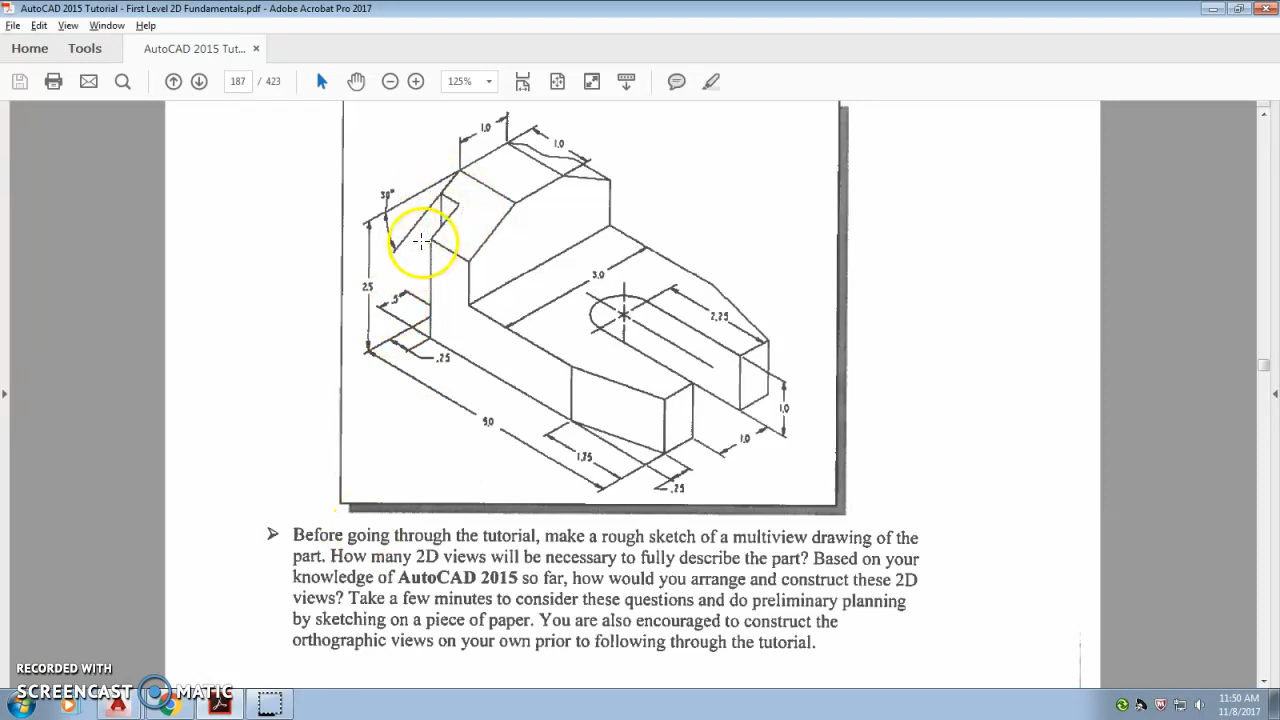 AutoCAD 2015 Tutorial - First Level 2D Fundamentals.pdf - Adobe Acrobat Pro 2017
File Edit View Window Help
Home Tools AutoCAD 2015 Tut... ×
187 / 423 125%
1.0
1.0
30°
3.0
2.5
.5
2.25
.25
1.0
5.0
1.0
1.75
.25
➢ Before going through the tutorial, make a rough sketch of a multiview drawing of the
part. How many 2D views will be necessary to fully describe the part? Based on your
knowledge of AutoCAD 2015 so far, how would you arrange and construct these 2D
views? Take a few minutes to consider these questions and do preliminary planning
by sketching on a piece of paper. You are also encouraged to construct the
orthographic views on your own prior to following through the tutorial.
RECORDED WITH
SCREENCAST MATIC
11:50 AM
11/8/2017